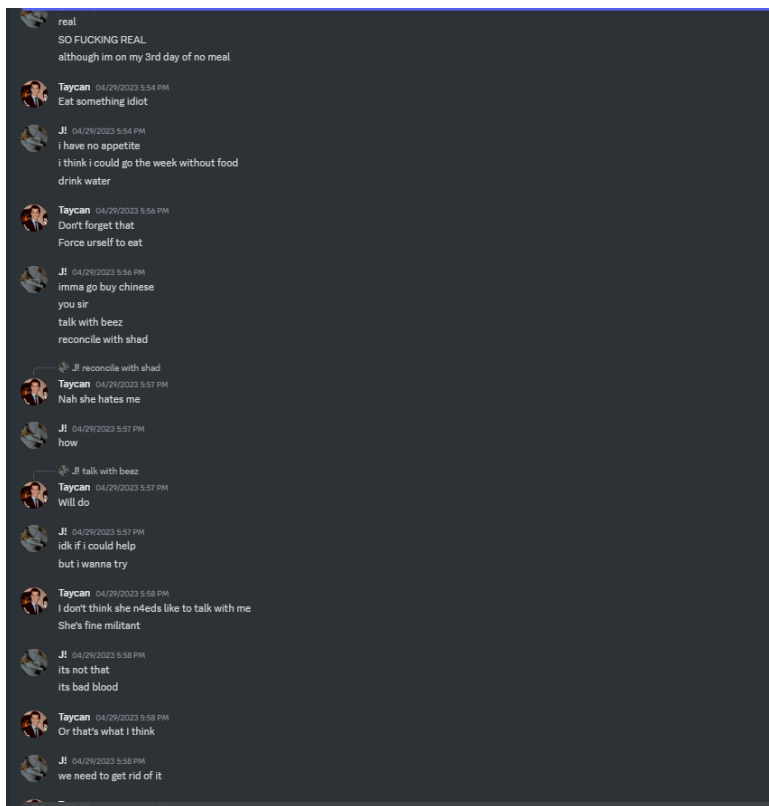 real
SO FUCKING REAL
although im on my 3rd day of no meal
Taycan 04/29/2023 5:54 PM
Eat something idiot
J! 04/29/2023 5:54 PM
i have no appetite
i think i could go the week without food
drink water
Taycan 04/29/2023 5:56 PM
Don't forget that
Force urself to eat
J! 04/29/2023 5:56 PM
imma go buy chinese
you sir
talk with beez
reconcile with shad
J! reconcile with shad
Taycan 04/29/2023 5:57 PM
Nah she hates me
J! 04/29/2023 5:57 PM
how
J! talk with beez
Taycan 04/29/2023 5:57 PM
Will do
J! 04/29/2023 5:57 PM
idk if i could help
but i wanna try
Taycan 04/29/2023 5:58 PM
I don't think she n4eds like to talk with me
She's fine militant
J! 04/29/2023 5:58 PM
its not that
its bad blood
Taycan 04/29/2023 5:58 PM
Or that's what I think
J! 04/29/2023 5:58 PM
we need to get rid of it